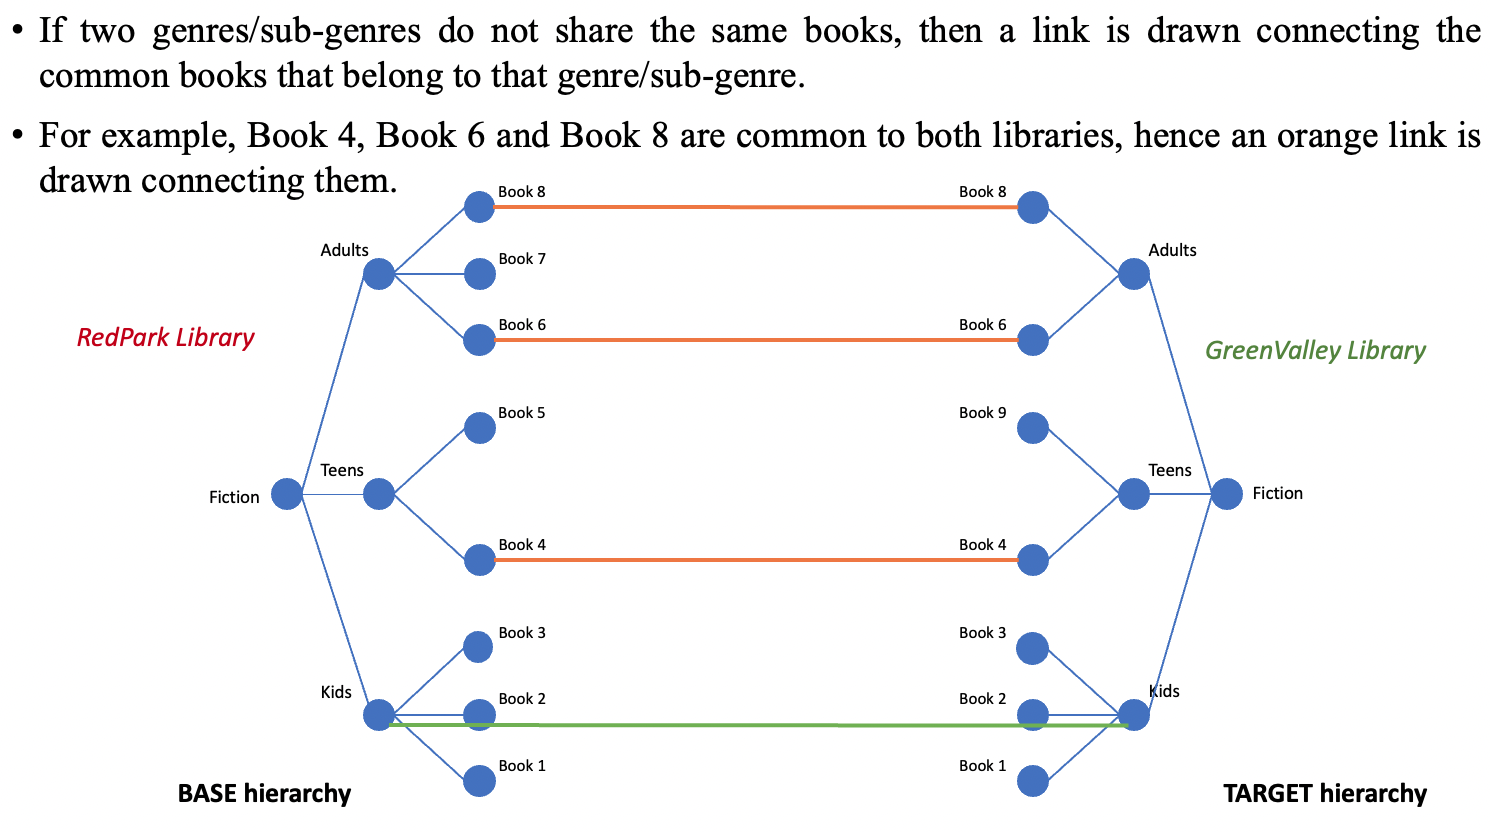 • If two genres/sub-genres do not share the same books, then a link is drawn connecting the
common books that belong to that genre/sub-genre.
• For example, Book 4, Book 6 and Book 8 are common to both libraries, hence an orange link is
drawn connecting them.
Book 8
Book 8
Adults
Adults
Book 7
Book 6
Book 6
RedPark Library
GreenValley Library
Book 5
Book 9
Teens
Teens
Fiction
Fiction
Book 4
Book 4
Book 3
Book 3
Kids
Kids
Book 2
Book 2
Book 1
Book 1
BASE hierarchy
TARGET hierarchy